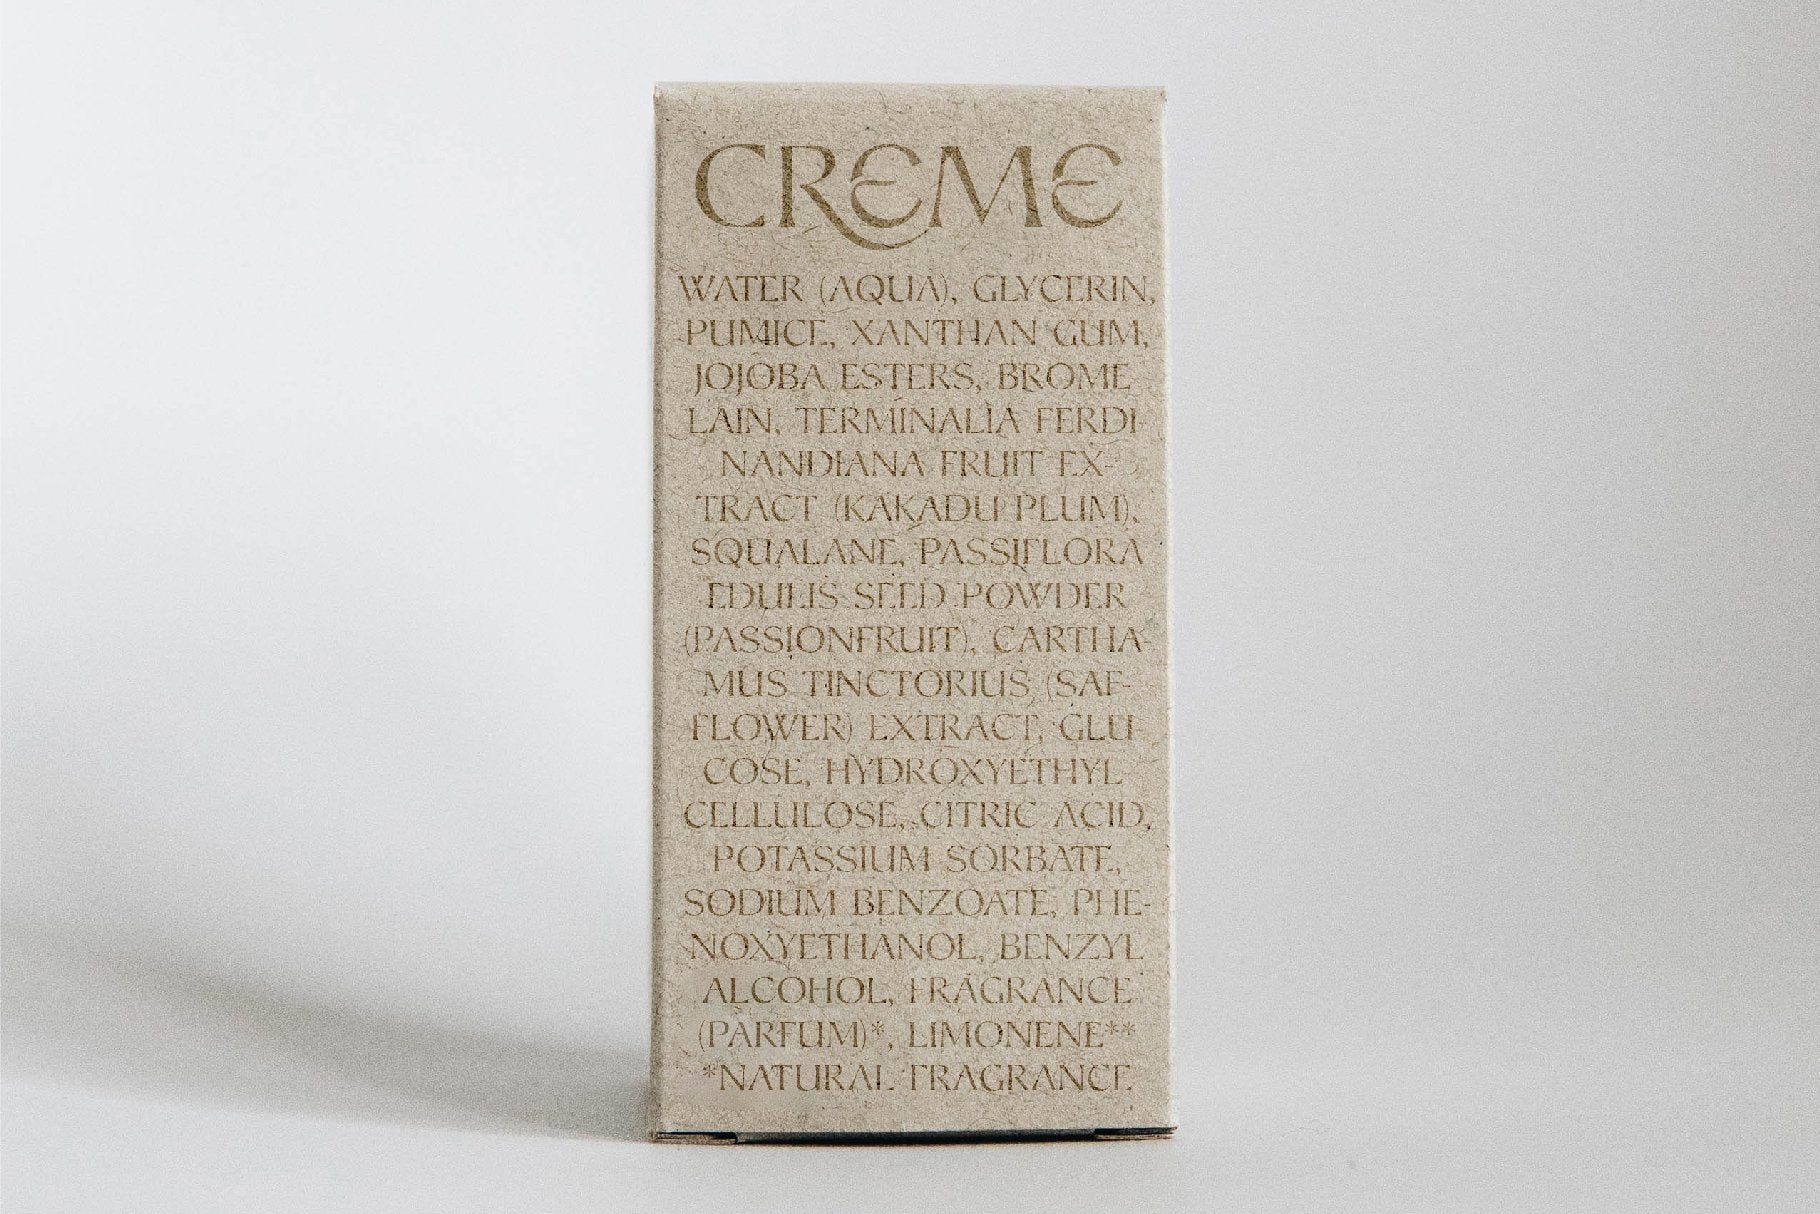 CREME
WATER (AQUA), GLYCERIN,
PUMICE, XANTHAN GUM,
JOJOBA ESTERS, BROME
LAIN, TERMINALIA FERDI-
NANDIANA FRUIT EX-
TRACT (KAKADU PLUM),
SQUALANE, PASSIFLORA
EDULIS SEED POWDER
(PASSIONFRUIT), CARTHA-
MUS TINCTORIUS (SAF-
FLOWER) EXTRACT, GLU-
COSE, HYDROXYETHYL
CELLULOSE, CITRIC ACID,
POTASSIUM SORBATE,
SODIUM BENZOATE, PHE-
NOXYETHANOL, BENZYL
ALCOHOL, FRAGRANCE
(PARFUM)*, LIMONENE**
*NATURAL FRAGRANCE